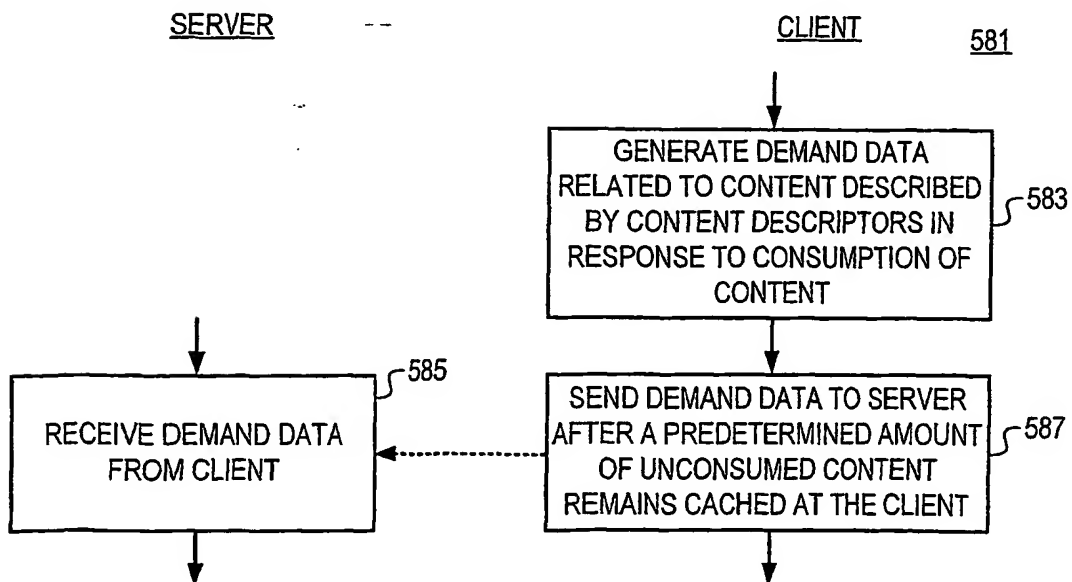 SERVER
CLIENT
581
GENERATE DEMAND DATA
RELATED TO CONTENT DESCRIBED
BY CONTENT DESCRIPTORS IN
RESPONSE TO CONSUMPTION OF
CONTENT
583
585
RECEIVE DEMAND DATA
FROM CLIENT
SEND DEMAND DATA TO SERVER
AFTER A PREDETERMINED AMOUNT
OF UNCONSUMED CONTENT
REMAINS CACHED AT THE CLIENT
587